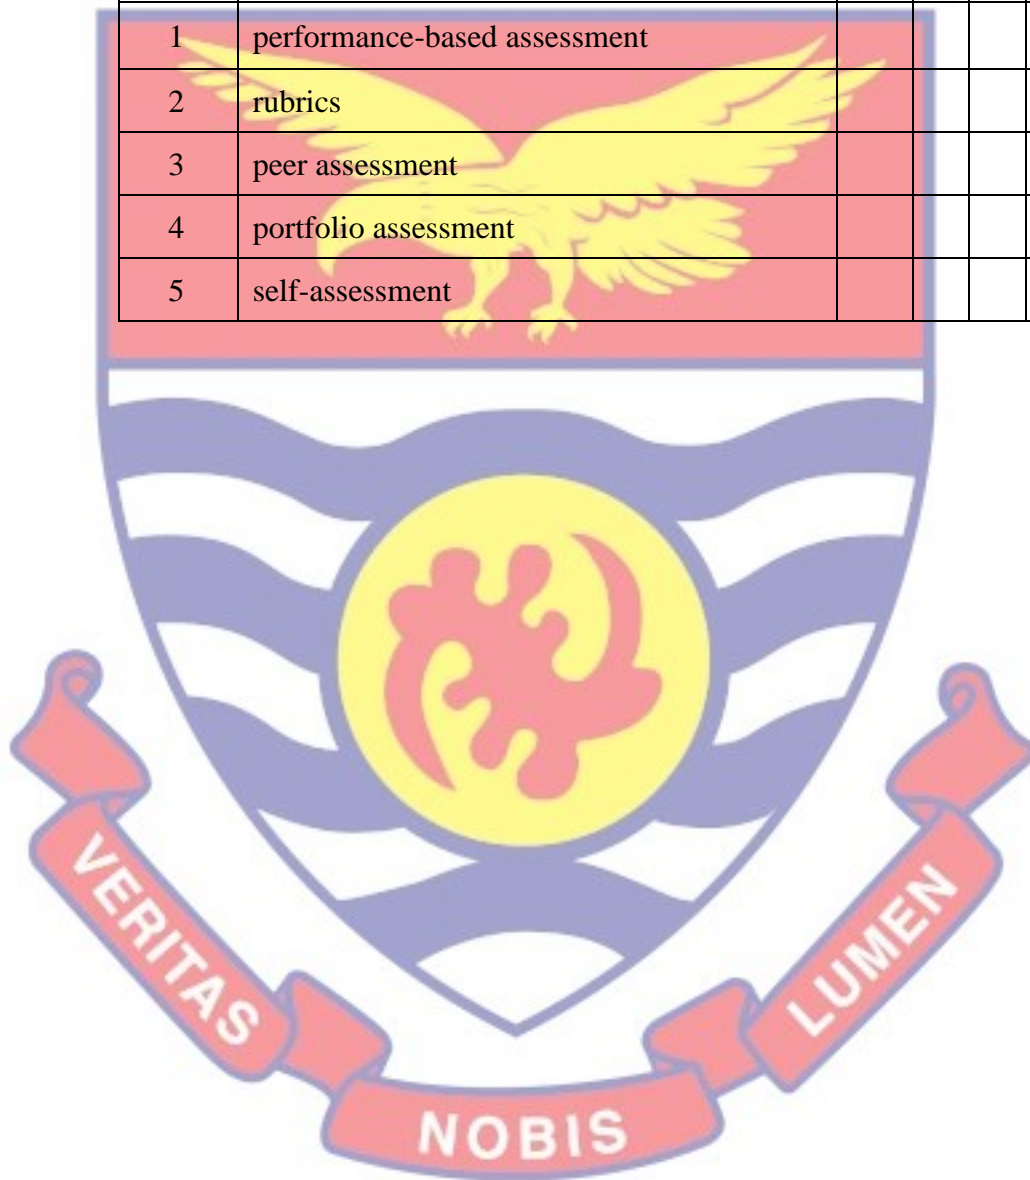 1 performance-based assessment
2 rubrics
3 peer assessment
4 portfolio assessment
5 self-assessment
VERITAS
NOBIS
LUMEN